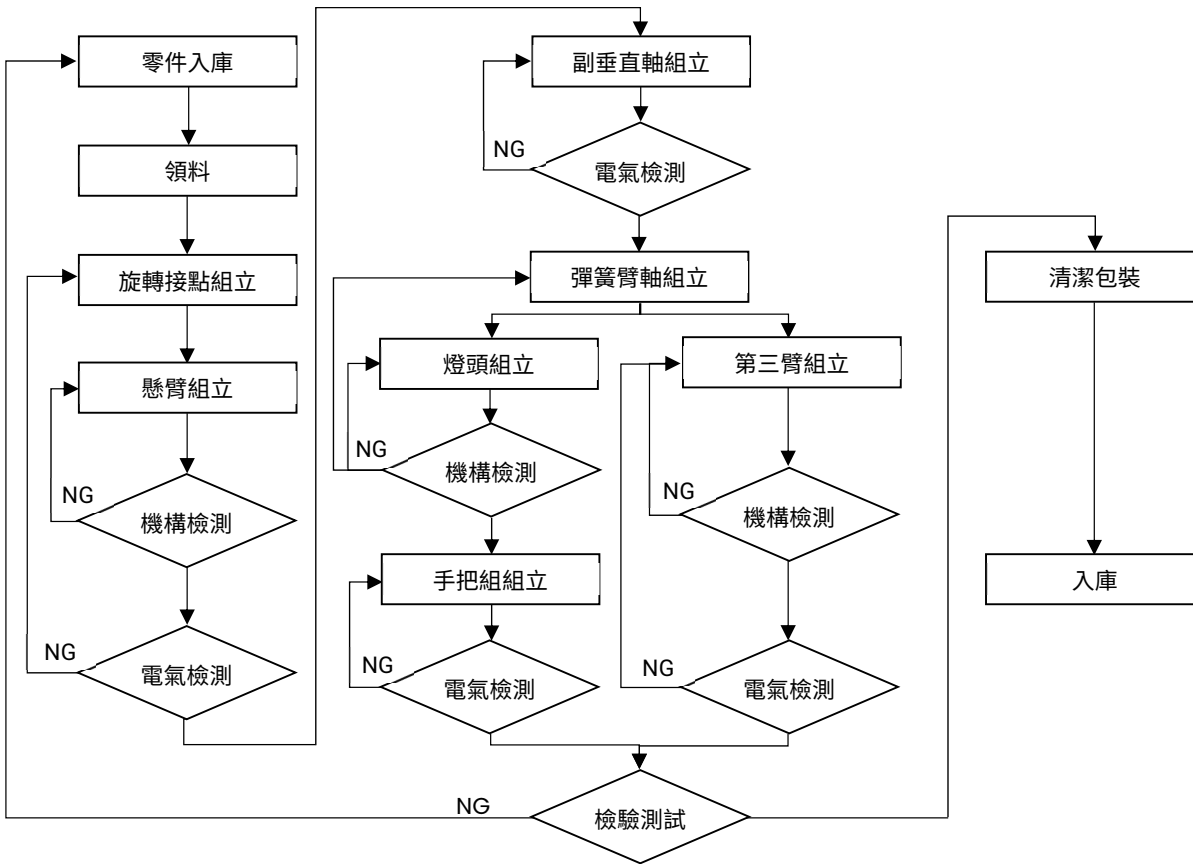 零件入庫
領料
旋轉接點組立
懸臂組立
NG
機構檢測
NG
電氣檢測
副垂直軸組立
NG
電氣檢測
彈簧臂軸組立
燈頭組立
NG
機構檢測
手把組組立
NG
電氣檢測
第三臂組立
NG
機構檢測
NG
電氣檢測
NG
檢驗測試
清潔包裝
入庫